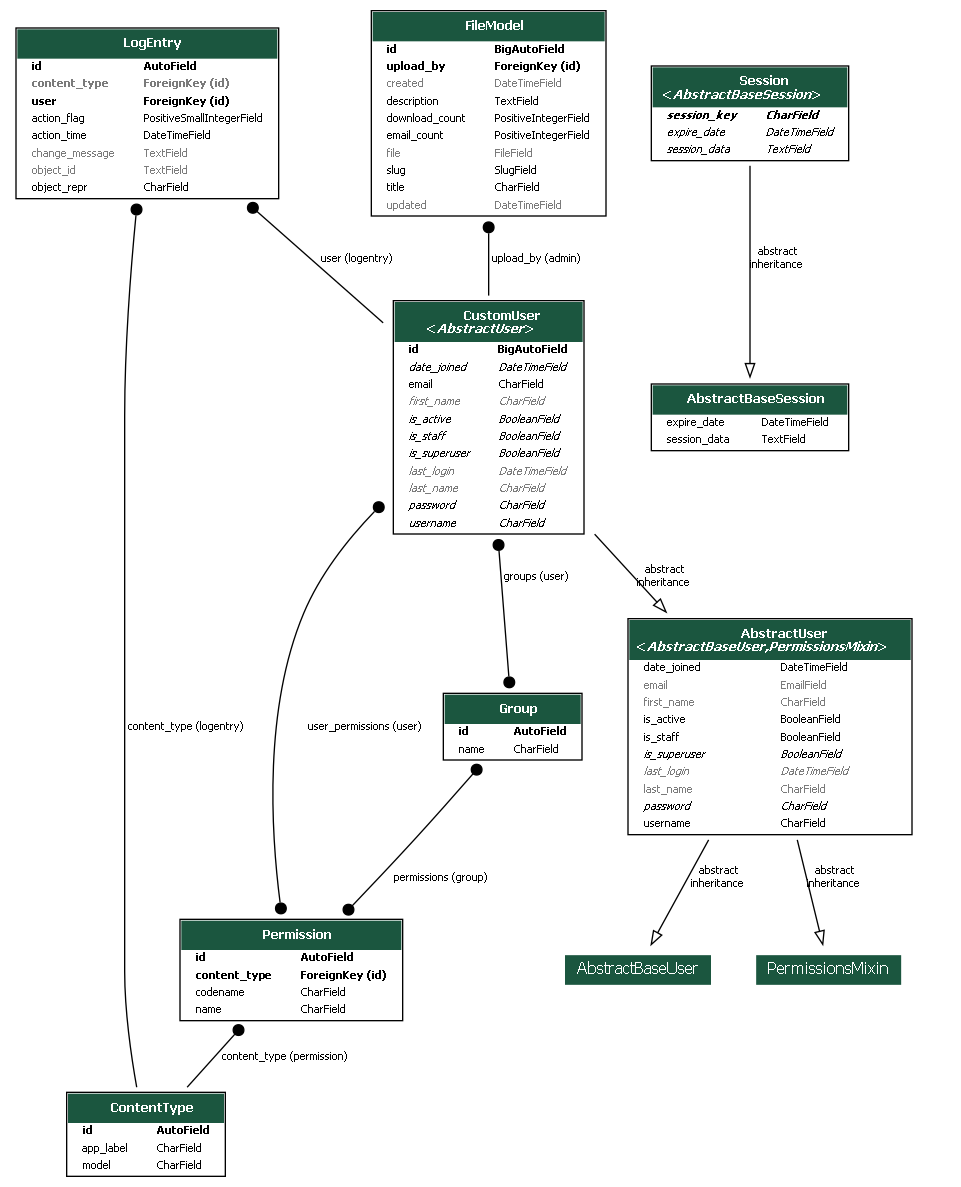 LogEntry
id AutoField
content_type ForeignKey (id)
user ForeignKey (id)
action_flag PositiveSmallIntegerField
action_time DateTimeField
change_message TextField
object_id TextField
object_repr CharField
FileModel
id BigAutoField
upload_by ForeignKey (id)
created DateTimeField
description TextField
download_count PositiveIntegerField
email_count PositiveIntegerField
file FileField
slug SlugField
title CharField
updated DateTimeField
Session
<AbstractBaseSession>
session_key CharField
expire_date DateTimeField
session_data TextField
user (logentry)
upload_by (admin)
abstract
inheritance
CustomUser
<AbstractUser>
id BigAutoField
date_joined DateTimeField
email CharField
first_name CharField
is_active BooleanField
is_staff BooleanField
is_superuser BooleanField
last_login DateTimeField
last_name CharField
password CharField
username CharField
AbstractBaseSession
expire_date DateTimeField
session_data TextField
groups (user)
abstract
inheritance
AbstractUser
<AbstractBaseUser,PermissionsMixin>
date_joined DateTimeField
email EmailField
first_name CharField
is_active BooleanField
is_staff BooleanField
is_superuser BooleanField
last_login DateTimeField
last_name CharField
password CharField
username CharField
content_type (logentry)
user_permissions (user)
Group
id AutoField
name CharField
permissions (group)
abstract
inheritance
abstract
inheritance
Permission
id AutoField
content_type ForeignKey (id)
codename CharField
name CharField
AbstractBaseUser
PermissionsMixin
content_type (permission)
ContentType
id AutoField
app_label CharField
model CharField